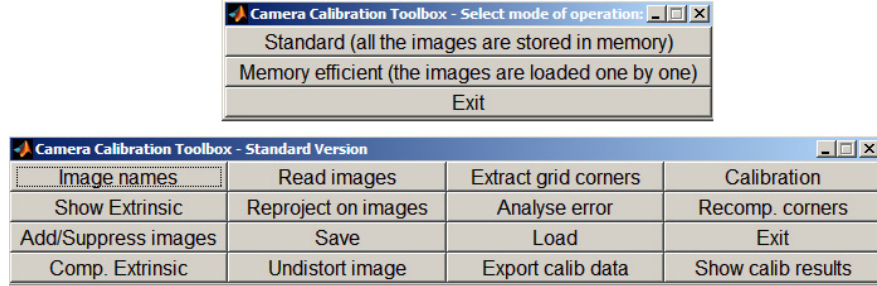 Camera Calibration Toolbox - Select mode of operation:
Standard (all the images are stored in memory)
Memory efficient (the images are loaded one by one)
Exit
Camera Calibration Toolbox - Standard Version
Image names Read images Extract grid corners Calibration
Show Extrinsic Reproject on images Analyse error Recomp. corners
Add/Suppress images Save Load Exit
Comp. Extrinsic Undistort image Export calib data Show calib results